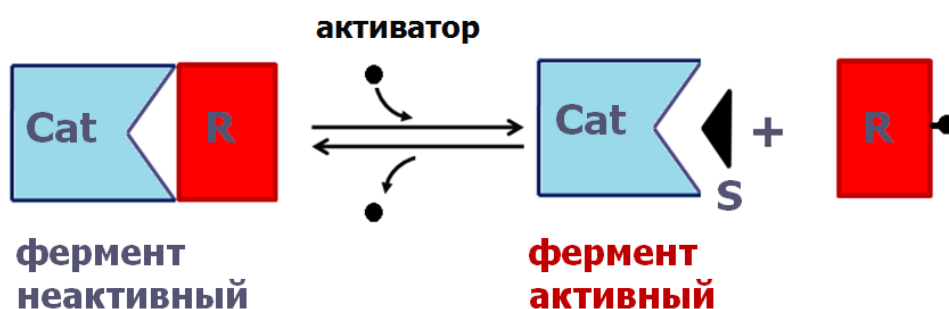 активатор
Cat R Cat + R
S
фермент неактивный
фермент активный